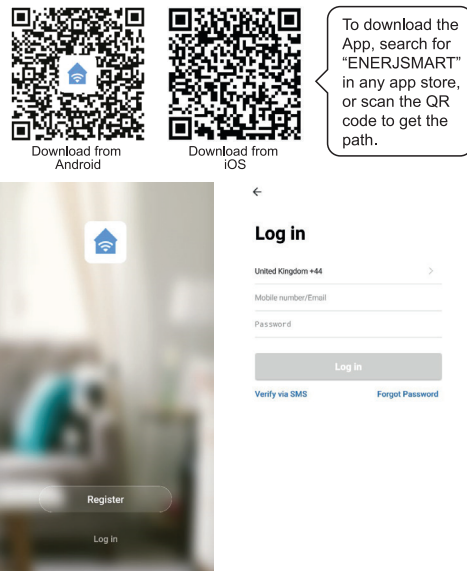 Download from
Android
Download from
iOS
To download the
App, search for
“ENERJSMART”
in any app store,
or scan the QR
code to get the
path.
Register
Log in
Log in
United Kingdom +44
Mobile number/Email
Password
Log in
Verify via SMS
Forgot Password